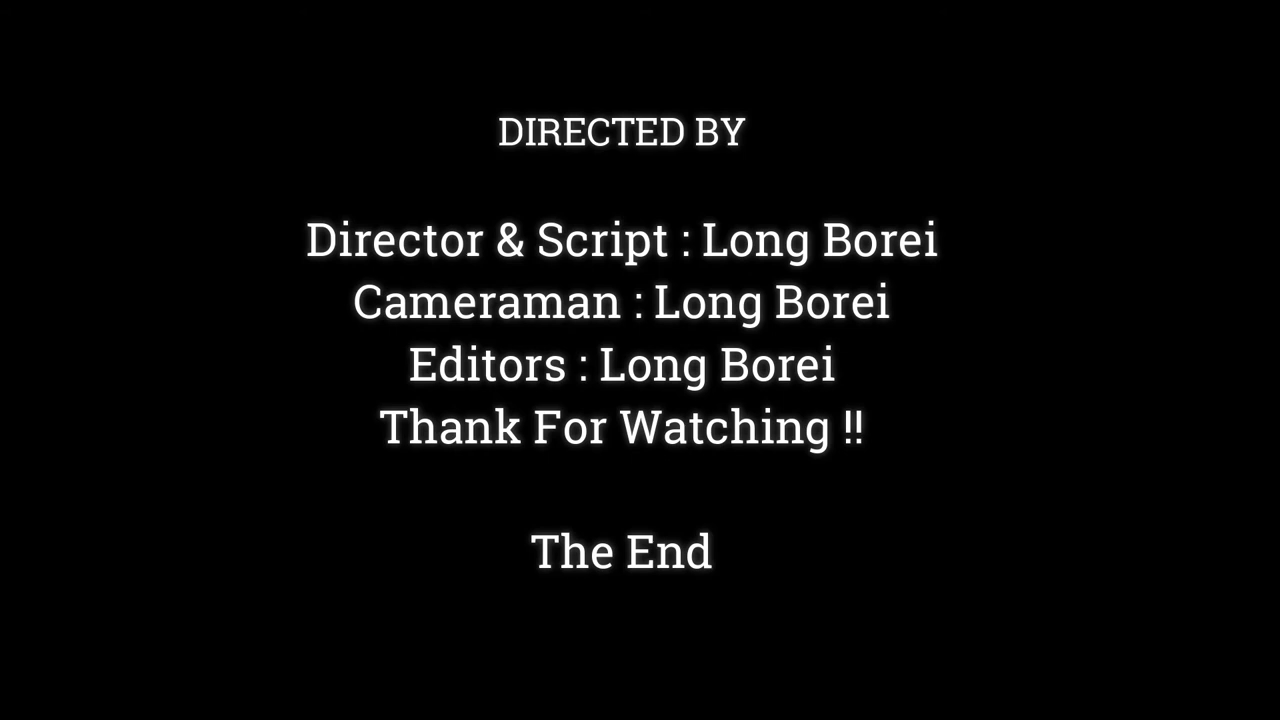 DIRECTED BY
Director & Script : Long Borei
Cameraman : Long Borei
Editors : Long Borei
Thank For Watching !!
The End